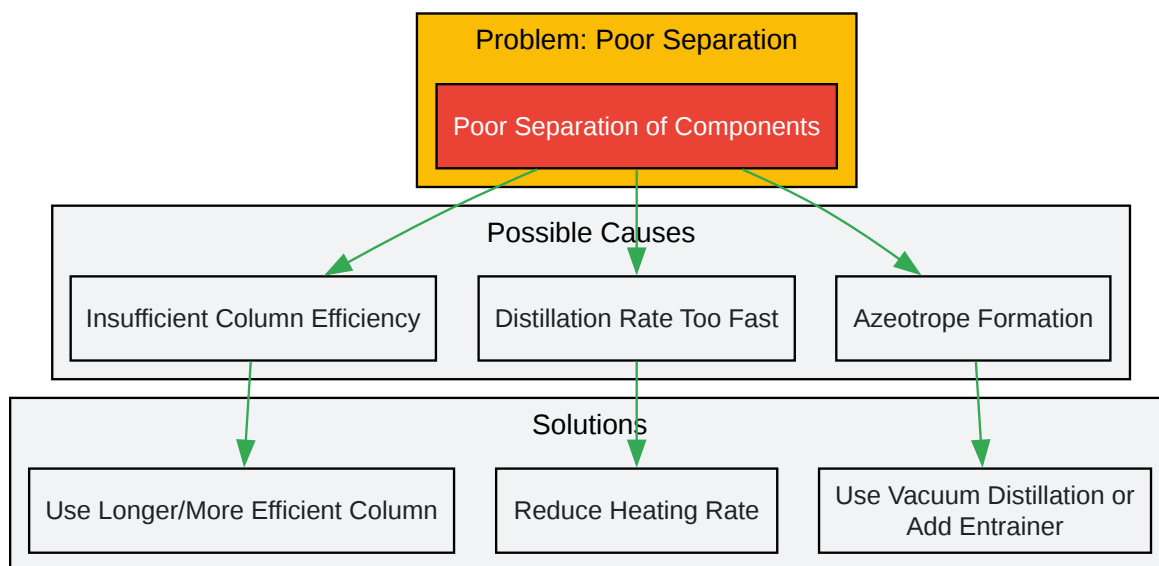 Problem: Poor Separation
Poor Separation of Components
Possible Causes
Insufficient Column Efficiency
Distillation Rate Too Fast
Azeotrope Formation
Solutions
Use Longer/More Efficient Column
Reduce Heating Rate
Use Vacuum Distillation or
Add Entrainer